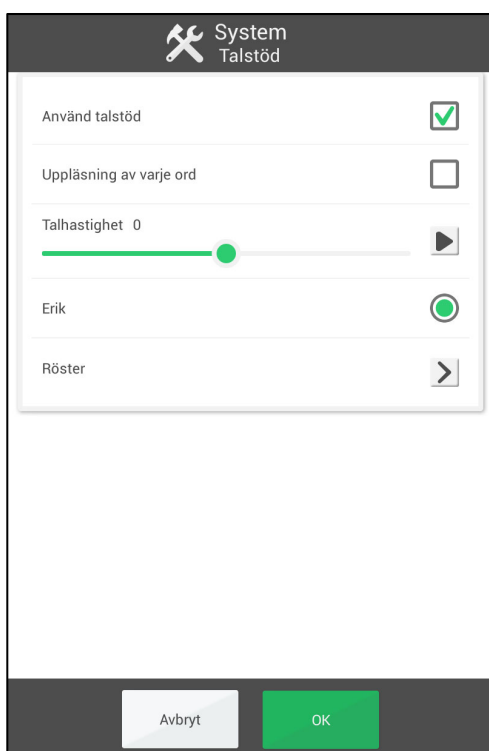 System
Talstöd
Använd talstöd
Uppläsning av varje ord
Talhastighet 0
Erik
Röster
Avbryt
OK